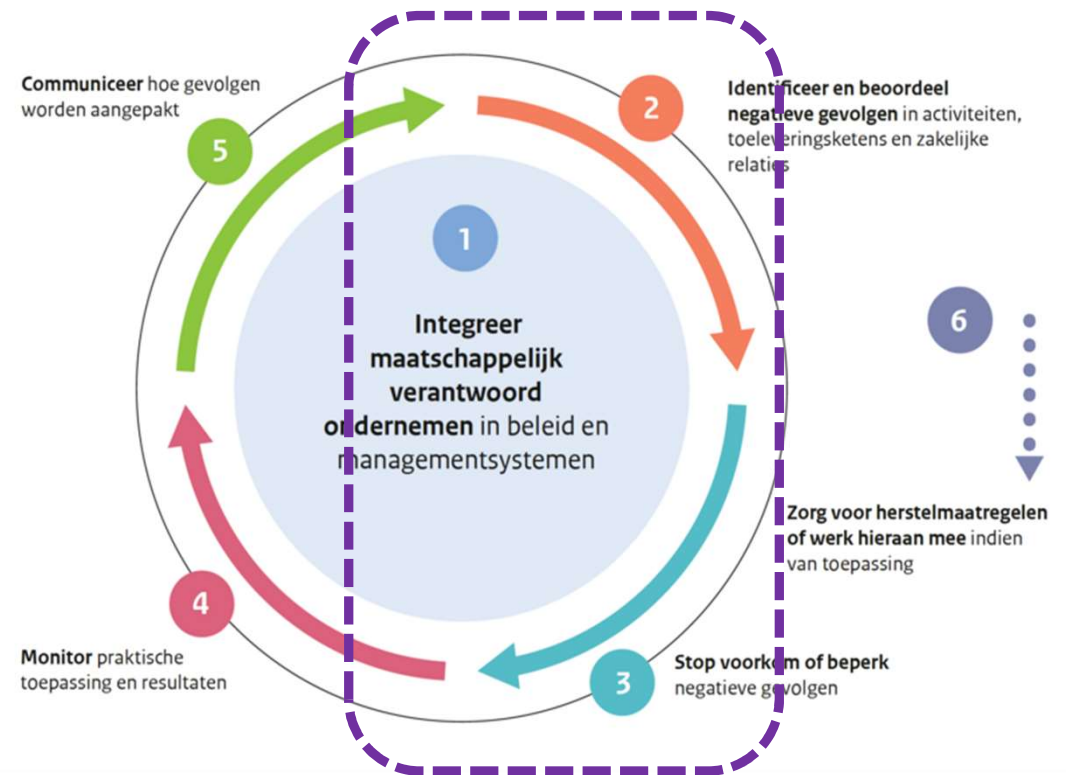 1
Integreer
maatschappelijk
verantwoord
ondernemen in beleid en
managementsystemen
2
Identificeer en beoordeel
negatieve gevolgen in activiteiten,
toeleveringsketens en zakelijke
relaties
3
Stop voorkom of beperk
negatieve gevolgen
4
Monitor praktische
toepassing en resultaten
5
Communiceer hoe gevolgen
worden aangepakt
6
Zorg voor herstelmaatregelen
of werk hieraan mee indien
van toepassing